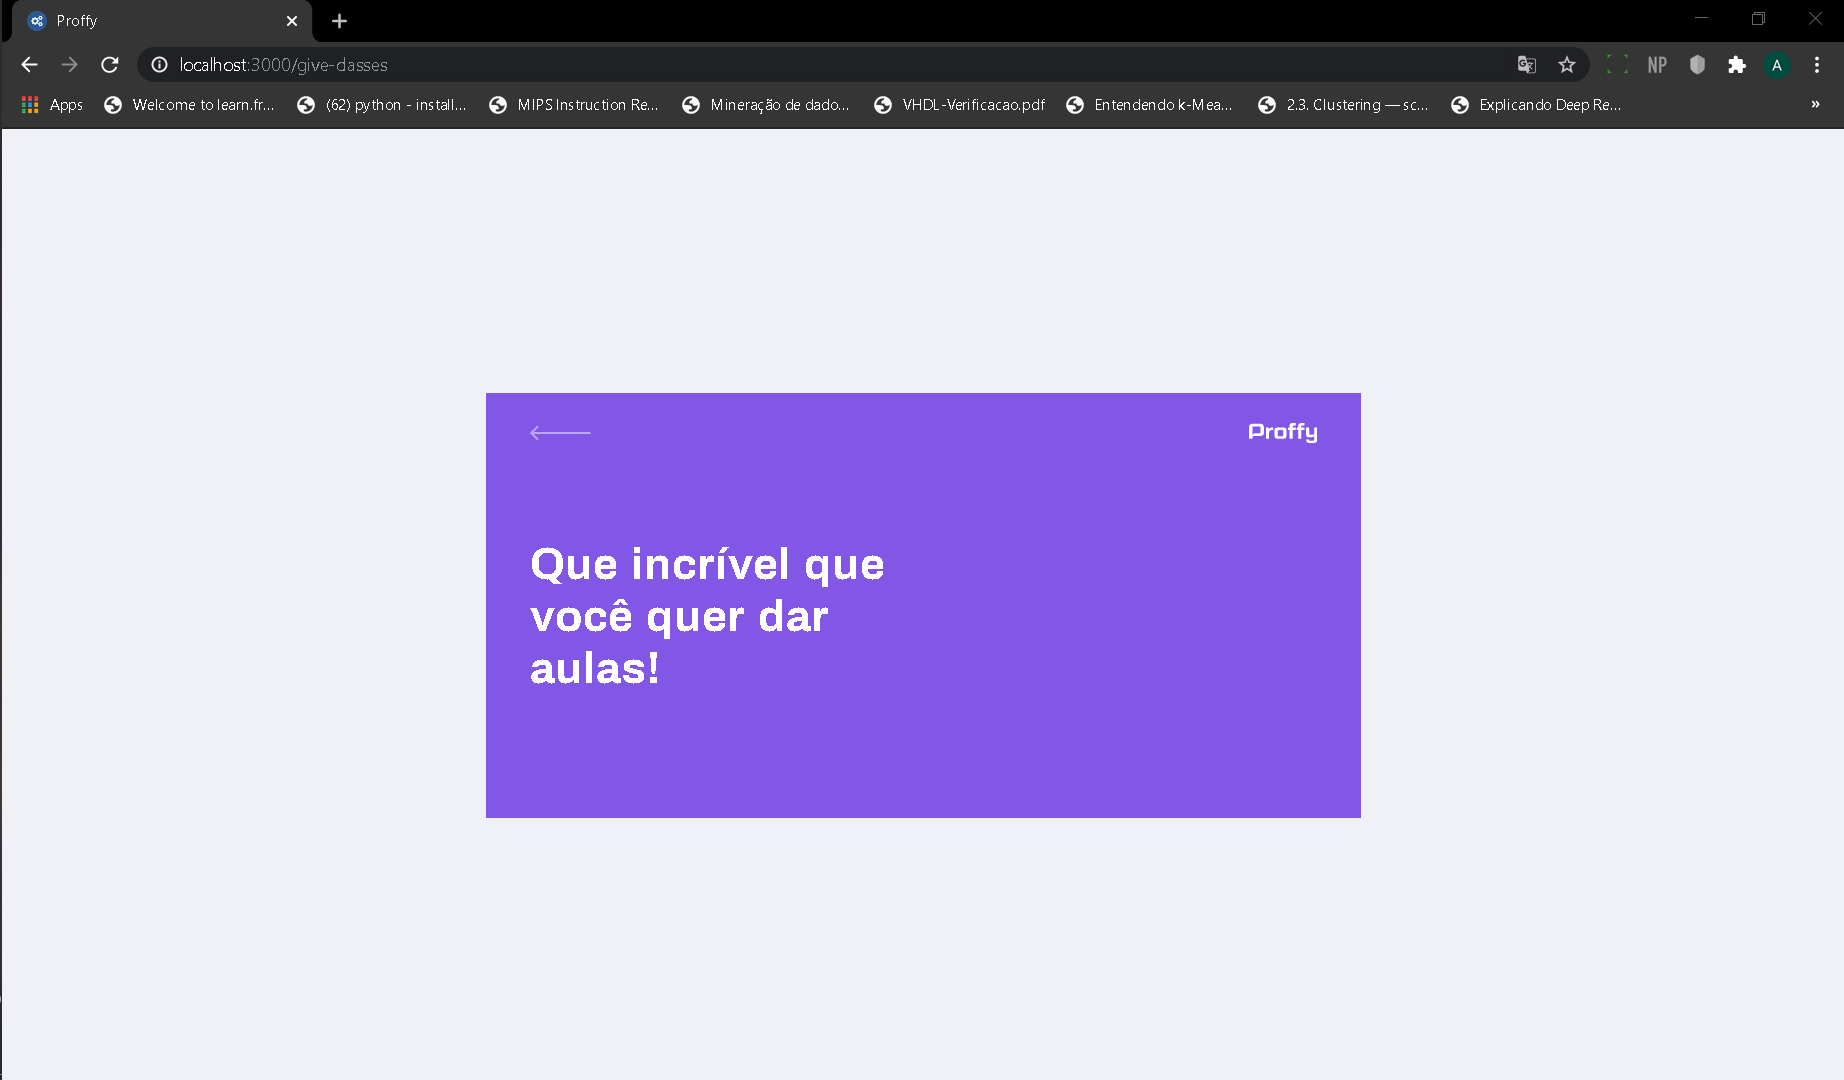 Proffy
localhost:3000/give-classes
Apps Welcome to learn.fr... (62) python - install... MIPS Instruction Re... Mineração de dado... VHDL-Verificacao.pdf Entendendo k-Mea... 2.3. Clustering — sc... Explicando Deep Re... »
NP A
Proffy
Que incrível que
você quer dar
aulas!